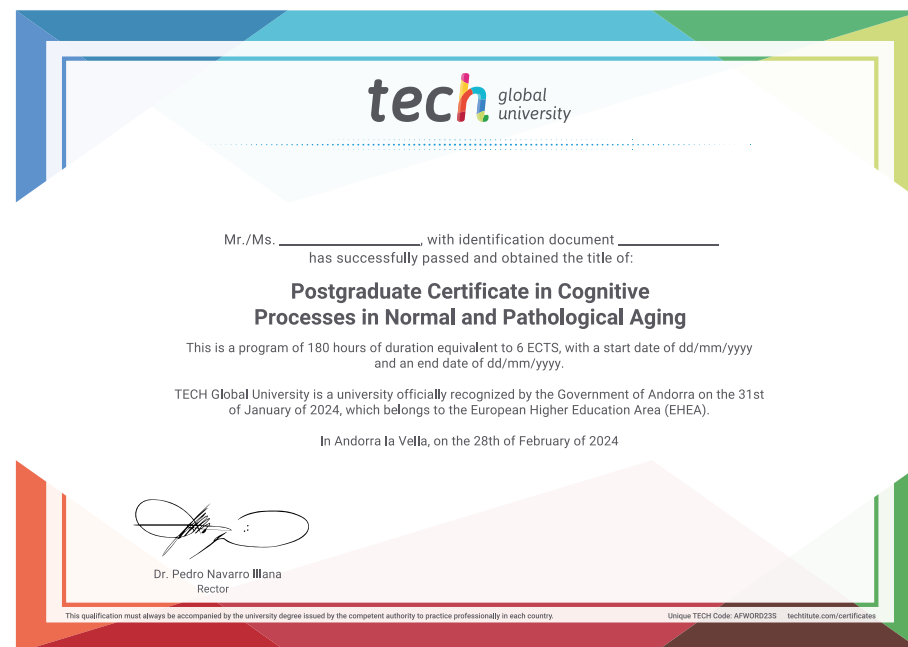 tech global university
Mr./Ms. ____________________, with identification document ______________
has successfully passed and obtained the title of:
Postgraduate Certificate in Cognitive
Processes in Normal and Pathological Aging
This is a program of 180 hours of duration equivalent to 6 ECTS, with a start date of dd/mm/yyyy
and an end date of dd/mm/yyyy.
TECH Global University is a university officially recognized by the Government of Andorra on the 31st
of January of 2024, which belongs to the European Higher Education Area (EHEA).
In Andorra la Vella, on the 28th of February of 2024
Dr. Pedro Navarro Illana
Rector
This qualification must always be accompanied by the university degree issued by the competent authority to practice professionally in each country. Unique TECH Code: AFWORD23S techtitute.com/certificates